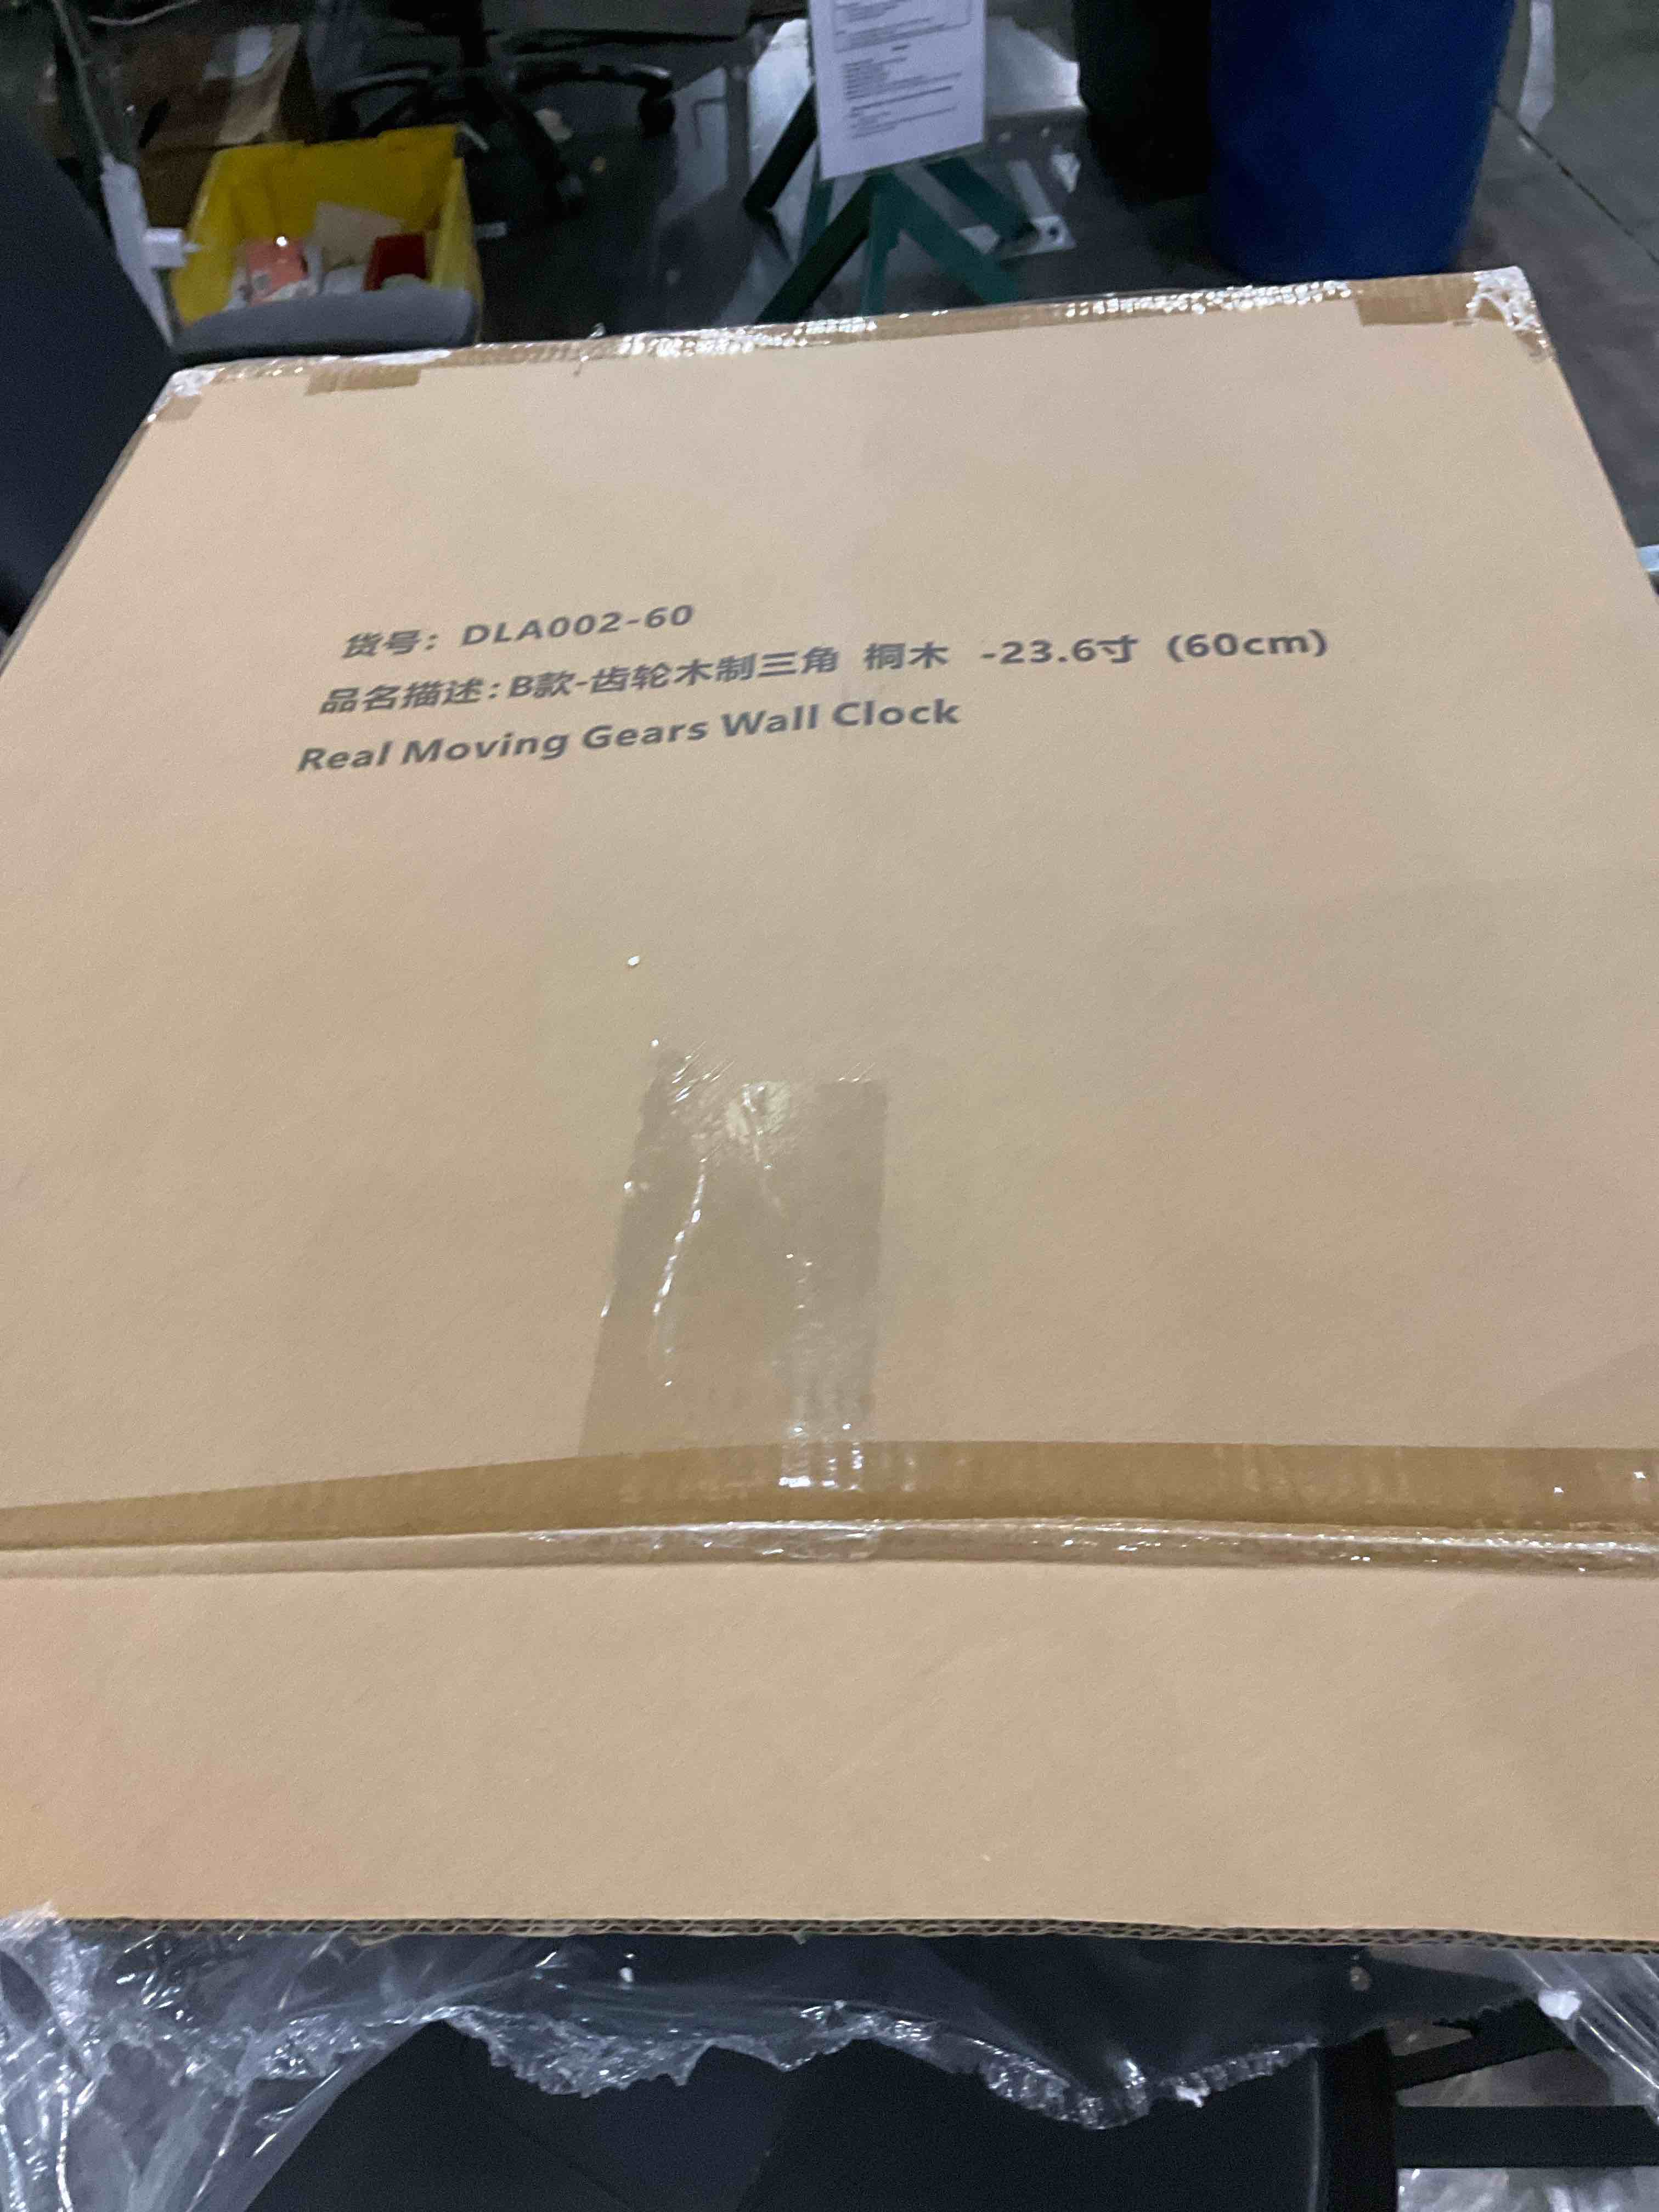 货号：DLA002-60
品名描述：B款-齿轮木制三角 桐木 -23.6寸 (60cm)
Real Moving Gears Wall Clock